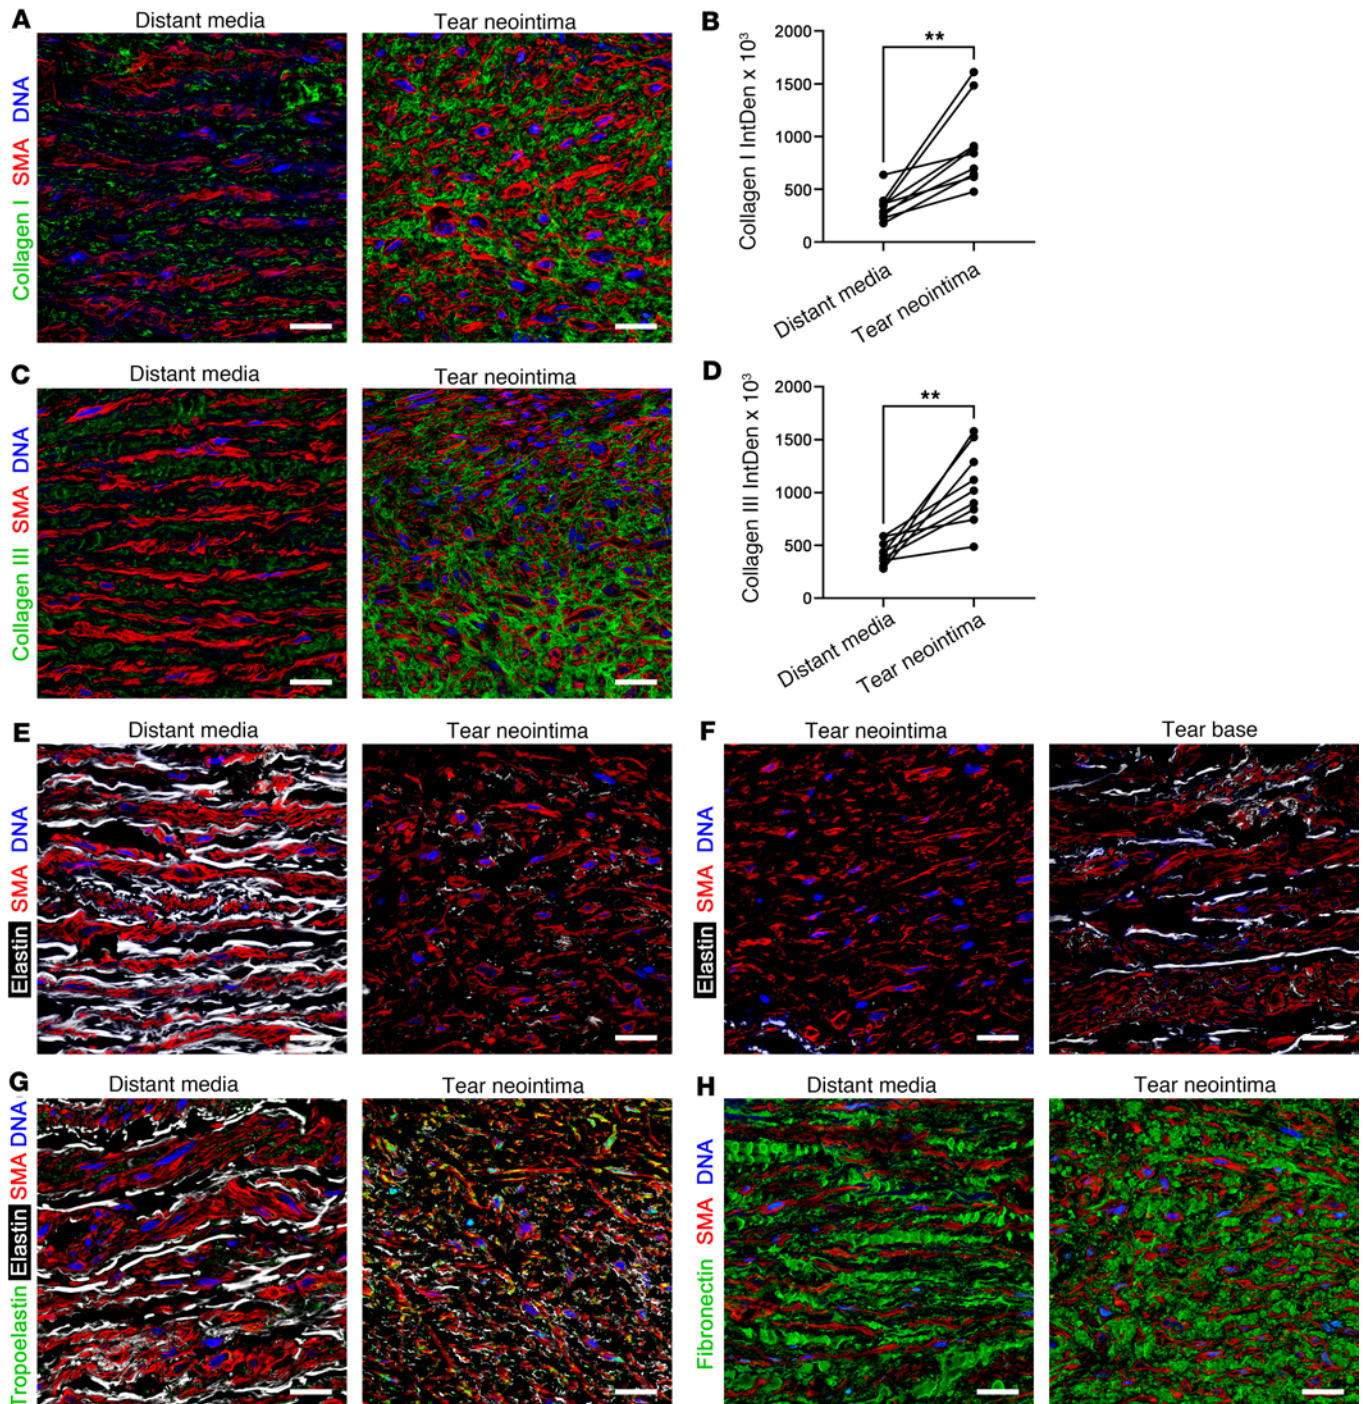 A
Distant media
Tear neointima
Collagen I SMA DNA
B
Collagen I IntDen x 10³
2000
1500
1000
500
0
**
Distant media
Tear neointima
C
Distant media
Tear neointima
Collagen III SMA DNA
D
Collagen III IntDen x 10³
2000
1500
1000
500
0
**
Distant media
Tear neointima
E
Distant media
Tear neointima
Elastin SMA DNA
F
Tear neointima
Tear base
Elastin SMA DNA
G
Distant media
Tear neointima
Tropoelastin Elastin SMA DNA
H
Distant media
Tear neointima
Fibronectin SMA DNA